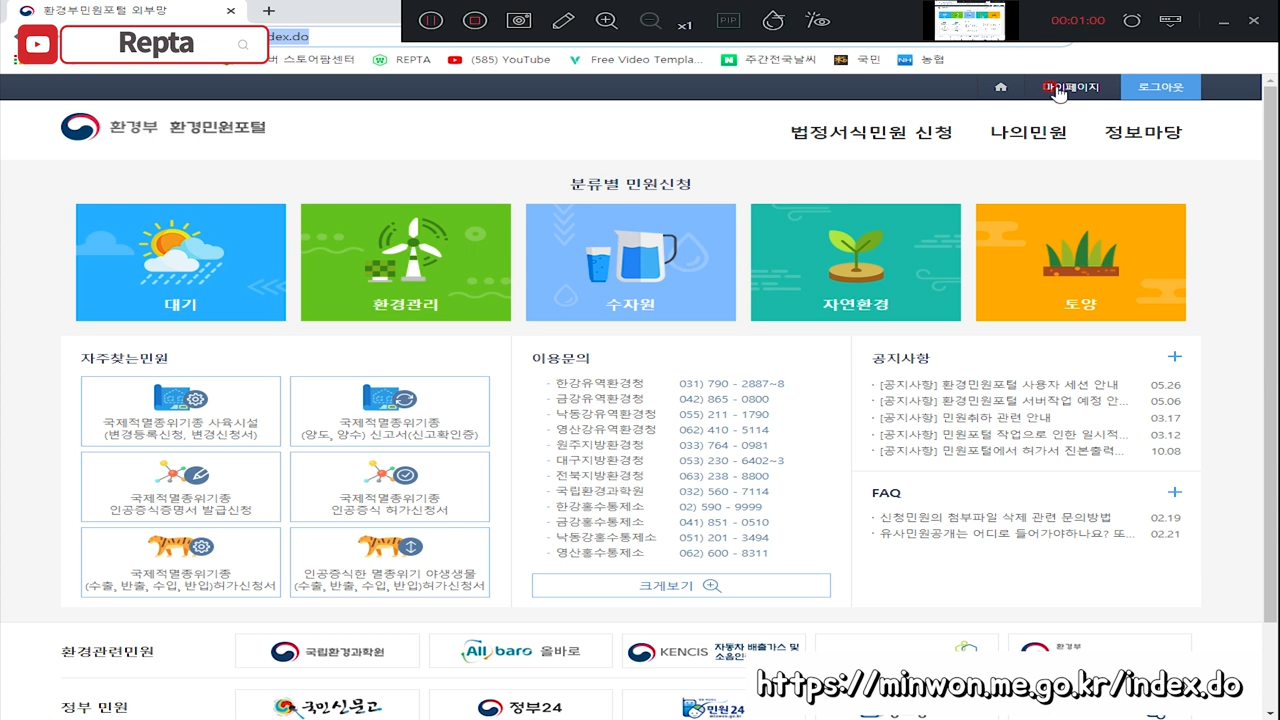 환경부민원포털 외부망
00:01:00
Repta
버 스토어팜센터
REPTA
(585) YouTube
Free Video Templa...
주간전국날씨
국민
농협
마이페이지
로그아웃
환경부 환경민원포털
법정서식민원 신청
나의민원
정보마당
분류별 민원신청
대기
환경관리
수자원
자연환경
토양
자주찾는민원
국제적멸종위기종 사육시설
(변경등록신청, 변경신청서)
국제적멸종위기종
(양도, 양수) 신고서(신고확인증)
국제적멸종위기종
인공증식증명서 발급신청
국제적멸종위기종
인공증식 허가신청서
국제적멸종위기종
(수출, 반출, 수입, 반입)허가신청서
인공증식한 멸종위기 야생생물
(수출, 반출, 수입, 반입)허가신청서
이용문의
- 한강유역환경청 031) 790 - 2887~8
- 금강유역환경청 042) 865 - 0800
- 낙동강유역환경청 055) 211 - 1790
- 영산강유역환경청 062) 410 - 5114
- 원주지방환경청 033) 764 - 0981
- 대구지방환경청 053) 230 - 6402~3
- 전북지방환경청 063) 238 - 8800
- 국립환경과학원 032) 560 - 7114
- 한강홍수통제소 02) 590 - 9999
- 금강홍수통제소 041) 851 - 0510
- 낙동강홍수통제소 051) 201 - 3494
- 영산홍수통제소 062) 600 - 8311
크게보기
공지사항
[공지사항] 환경민원포털 사용자 세션 안내 05.26
[공지사항] 환경민원포털 서버작업 예정 안... 05.06
[공지사항] 민원취하 관련 안내 03.17
[공지사항] 민원포털 작업으로 인한 일시적... 03.12
[공지사항] 민원포털에서 허가서 진본출력... 10.08
FAQ
신청민원의 첨부파일 삭제 관련 문의방법 02.19
유사민원공개는 어디로 들어가야하나요? 또... 02.21
환경관련민원
국립환경과학원
Allbaro 올바로
KENCIS 자동차 배출가스 및
환경부
https://minwon.me.go.kr/index.do
정부 민원
국민신문고
정부24
민원24
minwon.go.kr